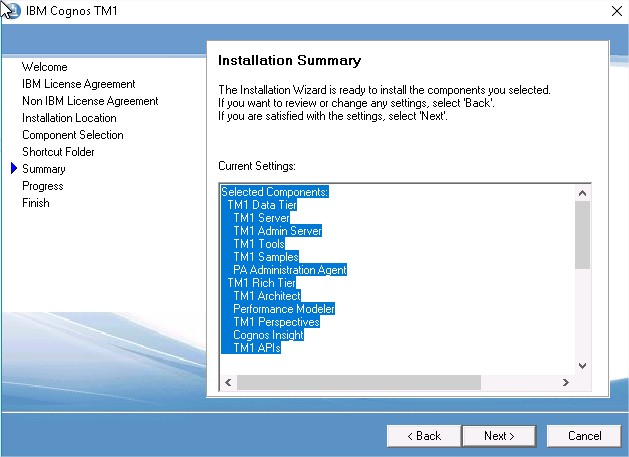 IBM Cognos TM1
Welcome
IBM License Agreement
Non IBM License Agreement
Installation Location
Component Selection
Shortcut Folder
Summary
Progress
Finish
Installation Summary
The Installation Wizard is ready to install the components you selected.
If you want to review or change any settings, select 'Back'.
If you are satisfied with the settings, select 'Next'.
Current Settings:
Selected Components:
TM1 Data Tier
TM1 Server
TM1 Admin Server
TM1 Tools
TM1 Samples
PA Administration Agent
TM1 Rich Tier
TM1 Architect
Performance Modeler
TM1 Perspectives
Cognos Insight
TM1 APIs
< Back
Next >
Cancel